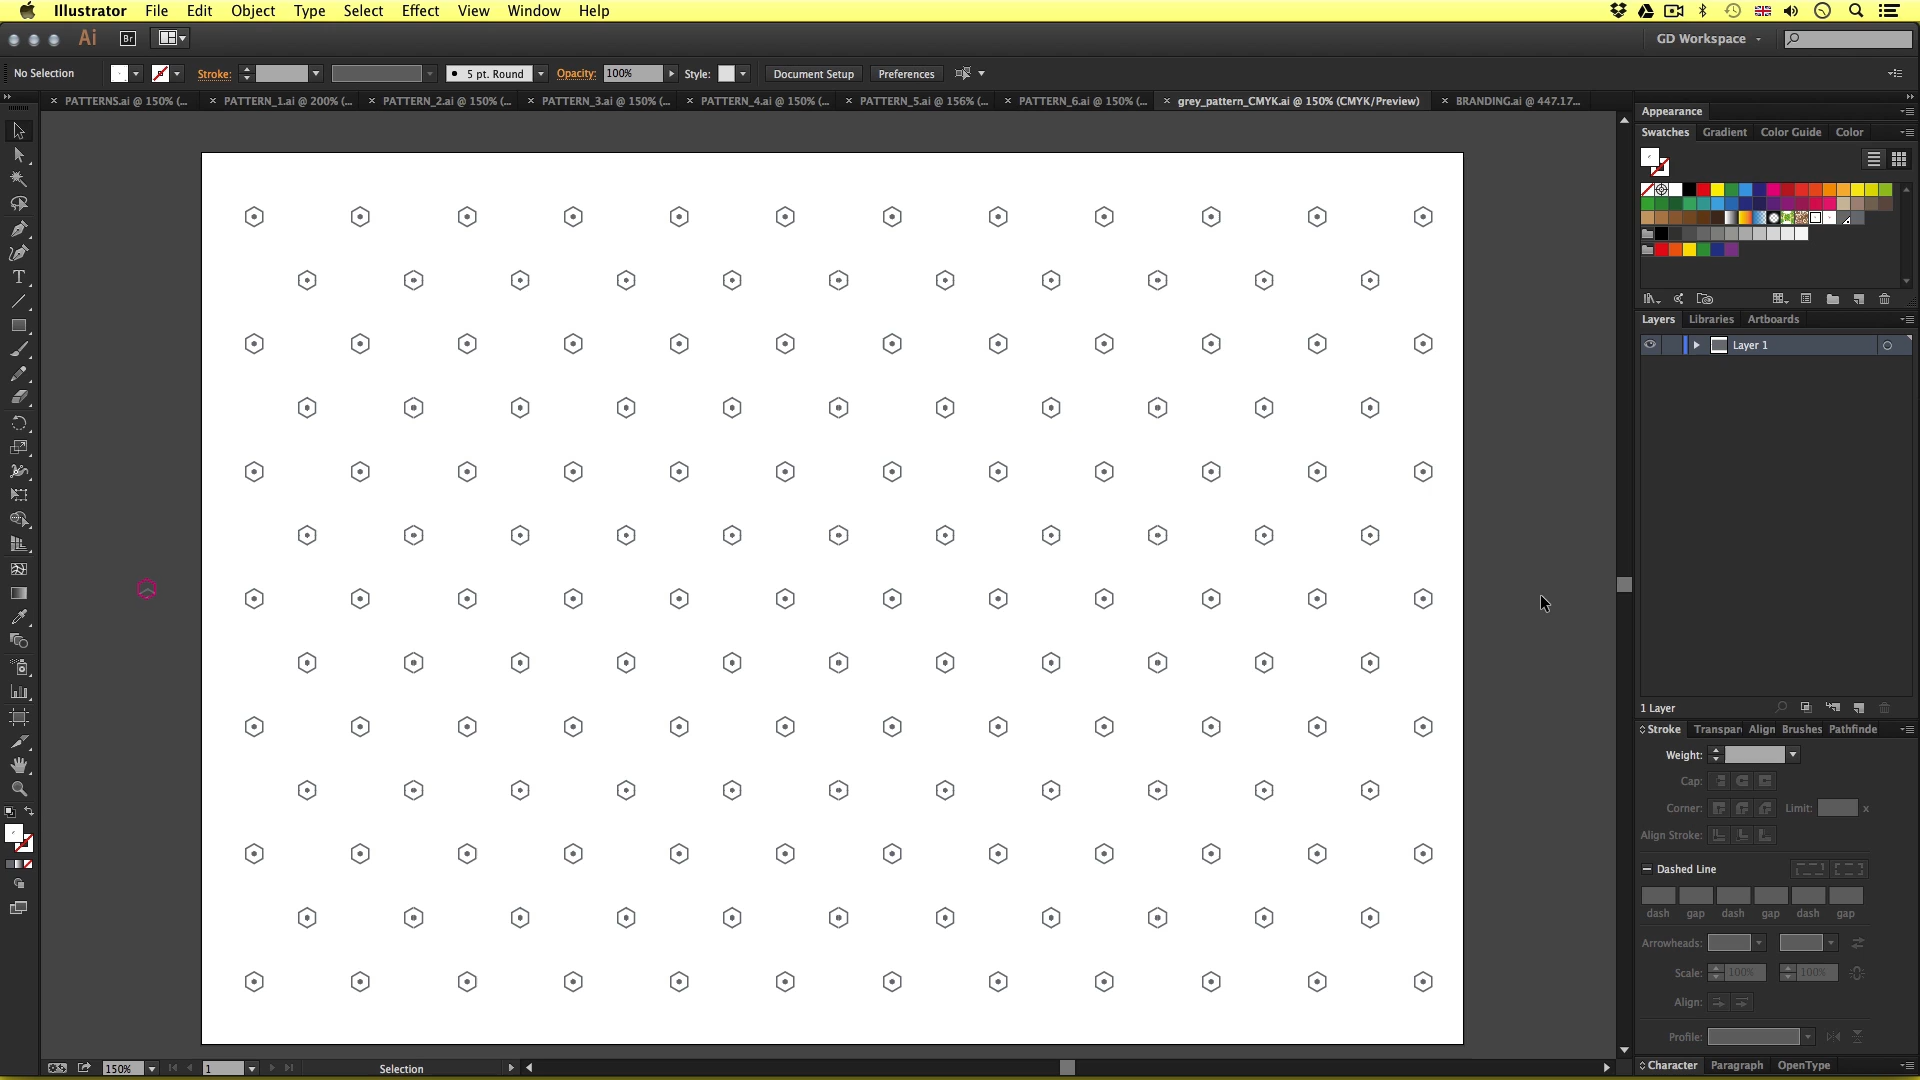 Illustrator File Edit Object Type Select Effect View Window Help
Ai Br GD Workspace
No Selection Stroke: 5 pt. Round Opacity: 100% Style: Document Setup Preferences
PATTERNS.ai @ 150% (... PATTERN_1.ai @ 200% (... PATTERN_2.ai @ 150% (... PATTERN_3.ai @ 150% (... PATTERN_4.ai @ 150% (... PATTERN_5.ai @ 156% (... PATTERN_6.ai @ 150% (... grey_pattern_CMYK.ai @ 150% (CMYK/Preview) BRANDING.ai @ 447.17...
Appearance
Swatches Gradient Color Guide Color
Layers Libraries Artboards
Layer 1
1 Layer
Stroke Transpar Align Brushes Pathfinde
Weight:
Cap:
Corner: Limit: x
Align Stroke:
Dashed Line
dash gap dash gap dash gap
Arrowheads:
Scale: 100% 100%
Align:
Profile:
Character Paragraph OpenType
150% 1 Selection